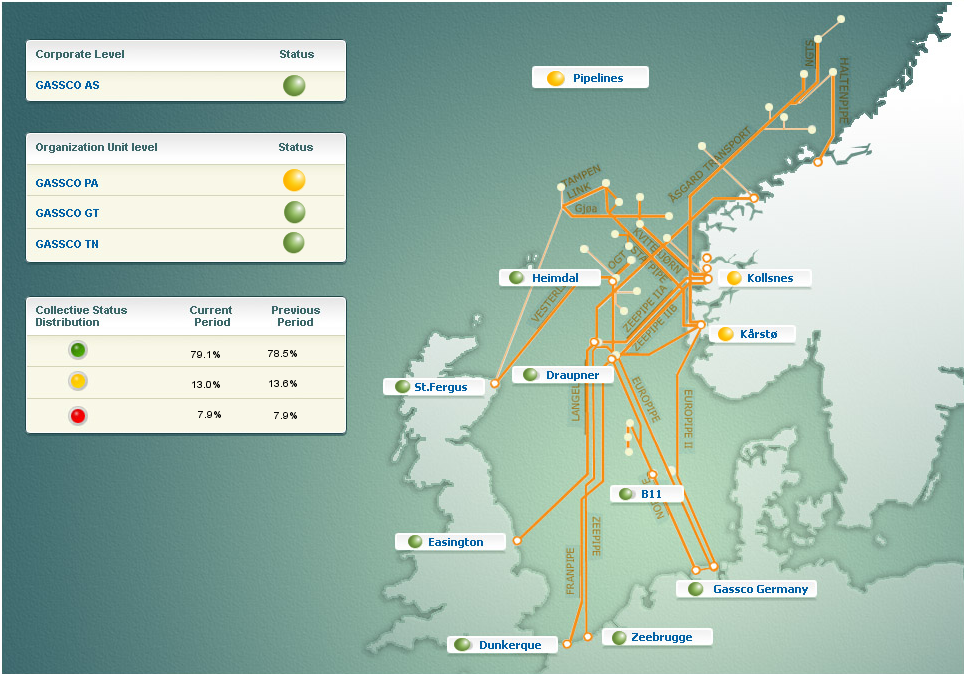 Corporate Level Status
GASSCO AS
Organization Unit level Status
GASSCO PA
GASSCO GT
GASSCO TN
Collective Status Distribution Current Period Previous Period
79.1% 78.5%
13.0% 13.6%
7.9% 7.9%
Pipelines
NGTS
HALTENPIPE
ÅSGARD TRANSPORT
TAMPEN
LINK
Gjøa
KVITEBJØRN
STATPIPE
OGT
Heimdal
Kollsnes
VESTERLED
ZEEPIPE IIA
ZEEPIPE IIB
Kårstø
Draupner
St.Fergus
EUROPIPE
EUROPIPE II
B11
Easington
ZEEPIPE
FRANPIPE
Gassco Germany
Zeebrugge
Dunkerque